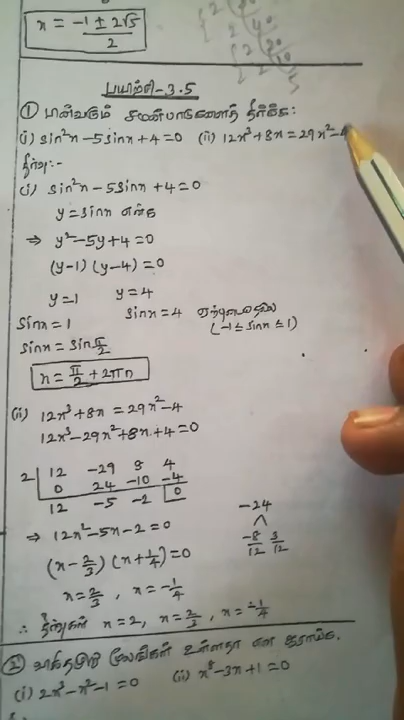 x = -1 ± 2√5 / 2
பயிற்சி-3.5
① பின்வரும் சமன்பாடுகளைத் தீர்க்க:
(i) sin²x - 5sinx + 4 = 0 (ii) 12x³ + 8x = 29x² - 4
தீர்வு:-
(i) sin²x - 5sinx + 4 = 0
y = sinx என்க
⇒ y² - 5y + 4 = 0
(y-1) (y-4) = 0
y = 1 y = 4
sinx = 1 sinx = 4 ஏற்புடையதல்ல
(-1 ≤ sinx ≤ 1)
sinx = sin π/2
x = π/2 + 2πn
(ii) 12x³ + 8x = 29x² - 4
12x³ - 29x² + 8x + 4 = 0
2 | 12 -29 8 4
0 24 -10 -4
12 -5 -2 0
⇒ 12x² - 5x - 2 = 0
-24
-8/12 3/12
(x - 2/3) (x + 1/4) = 0
x = 2/3 , x = -1/4
∴ தீர்வுகள் x = 2, x = 2/3, x = -1/4
② விகிதமுறு மூலங்கள் உள்ளதா என ஆராய்க.
(i) 2x³ - x² - 1 = 0 (ii) x⁸ - 3x + 1 = 0